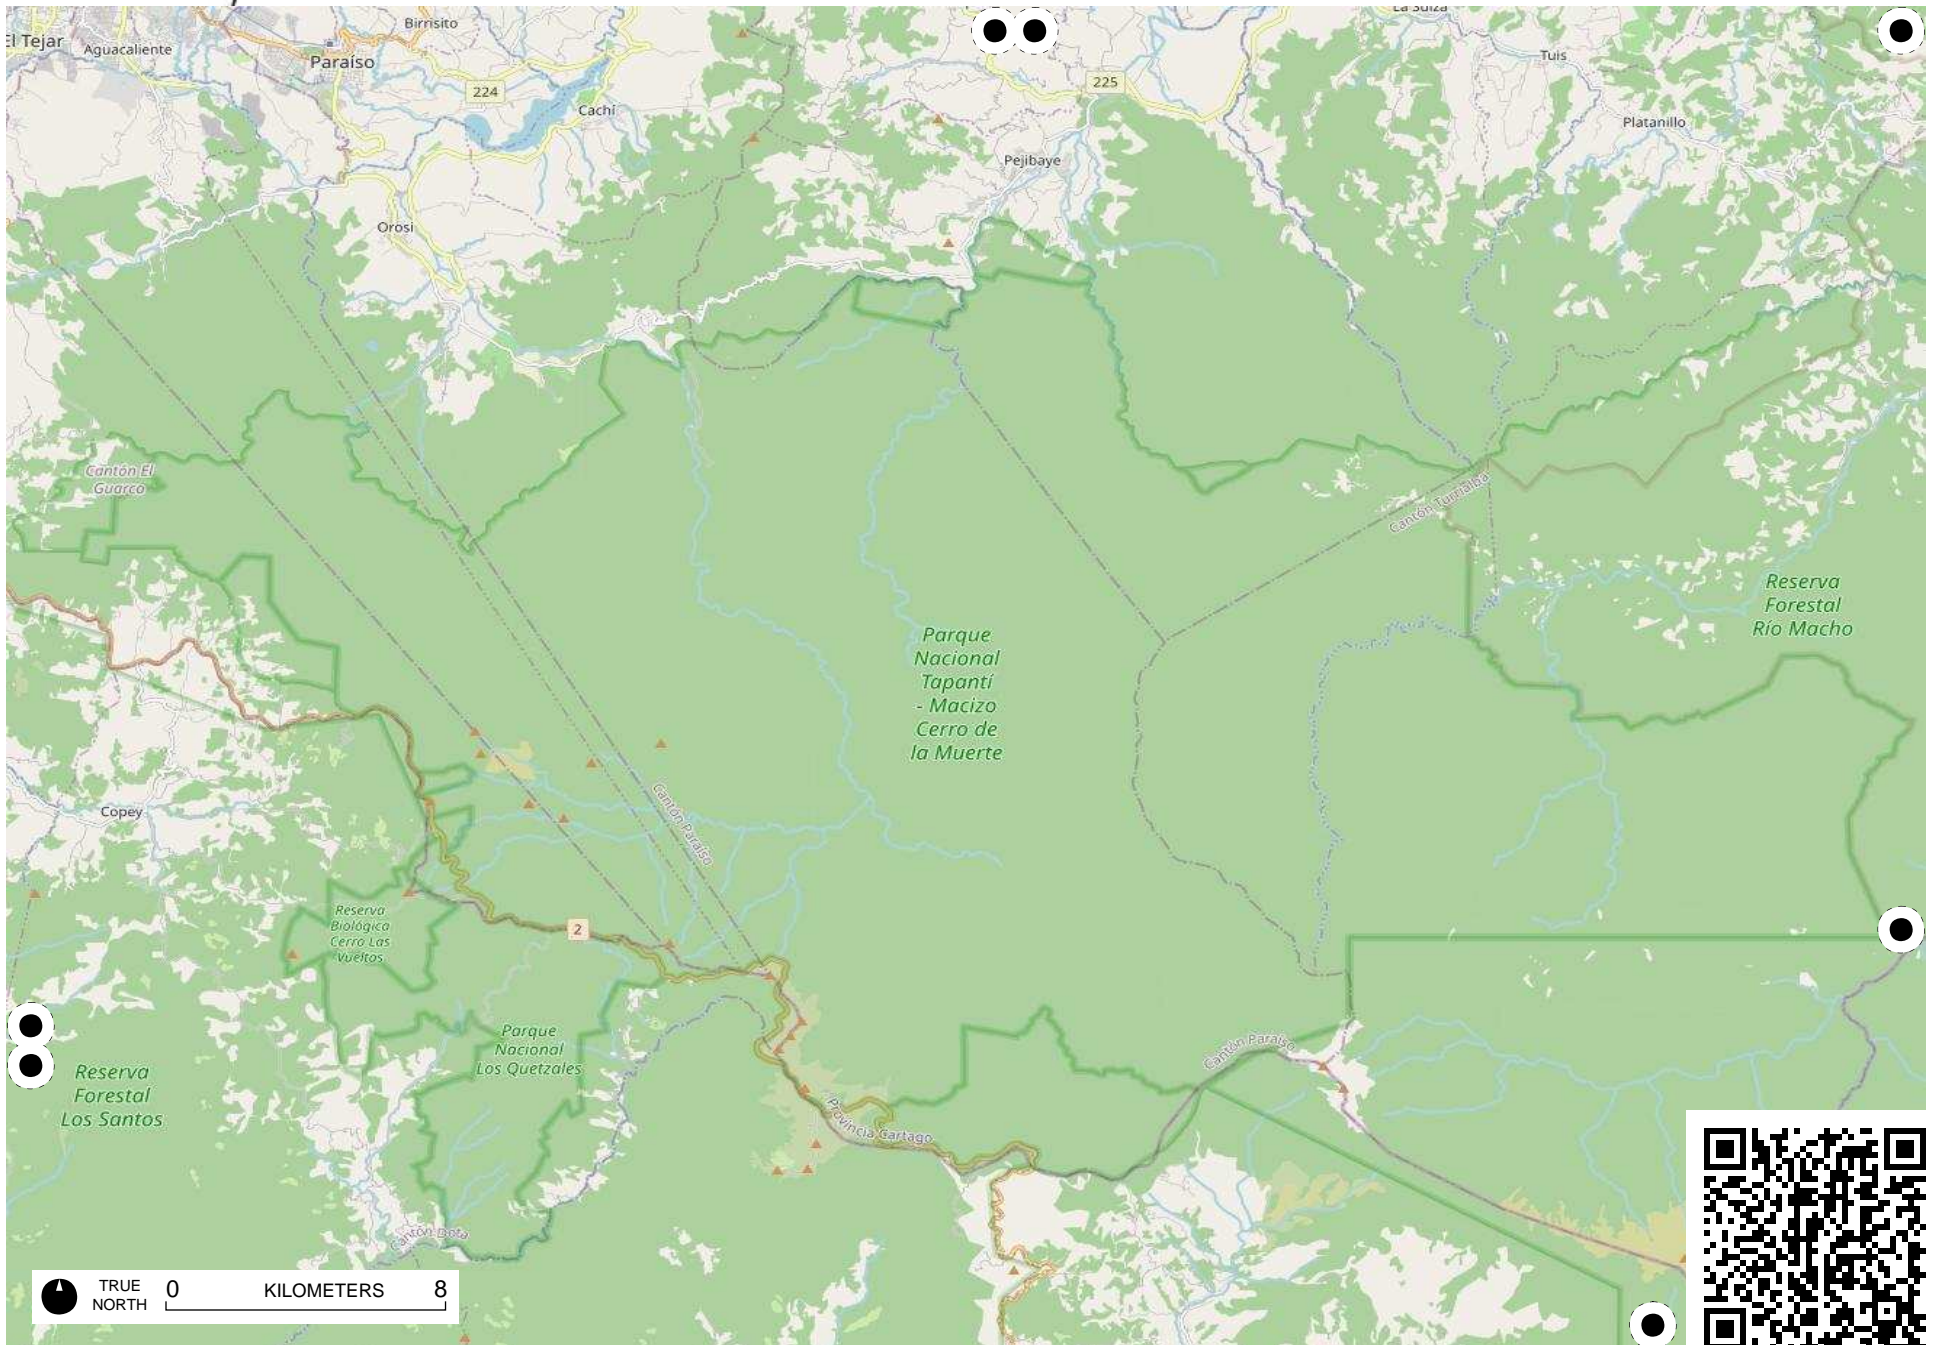 Birrisito
La Suiza
El Tejar
Aguacaliente
Paraíso
Tuis
224
225
Cachí
Platanillo
Pejibaye
Orosi
Cantón El
Guarco
Cantón Turrialba
Reserva
Forestal
Río Macho
Parque
Nacional
Tapantí
- Macizo
Cerro de
la Muerte
Copey
Cantón Paraíso
Reserva
Biológica
Cerro Las
Vueltas
2
Parque
Nacional
Los Quetzales
Cantón Paraíso
Reserva
Forestal
Los Santos
Provincia Cartago
Cantón Dota
TRUE
NORTH
0 KILOMETERS 8